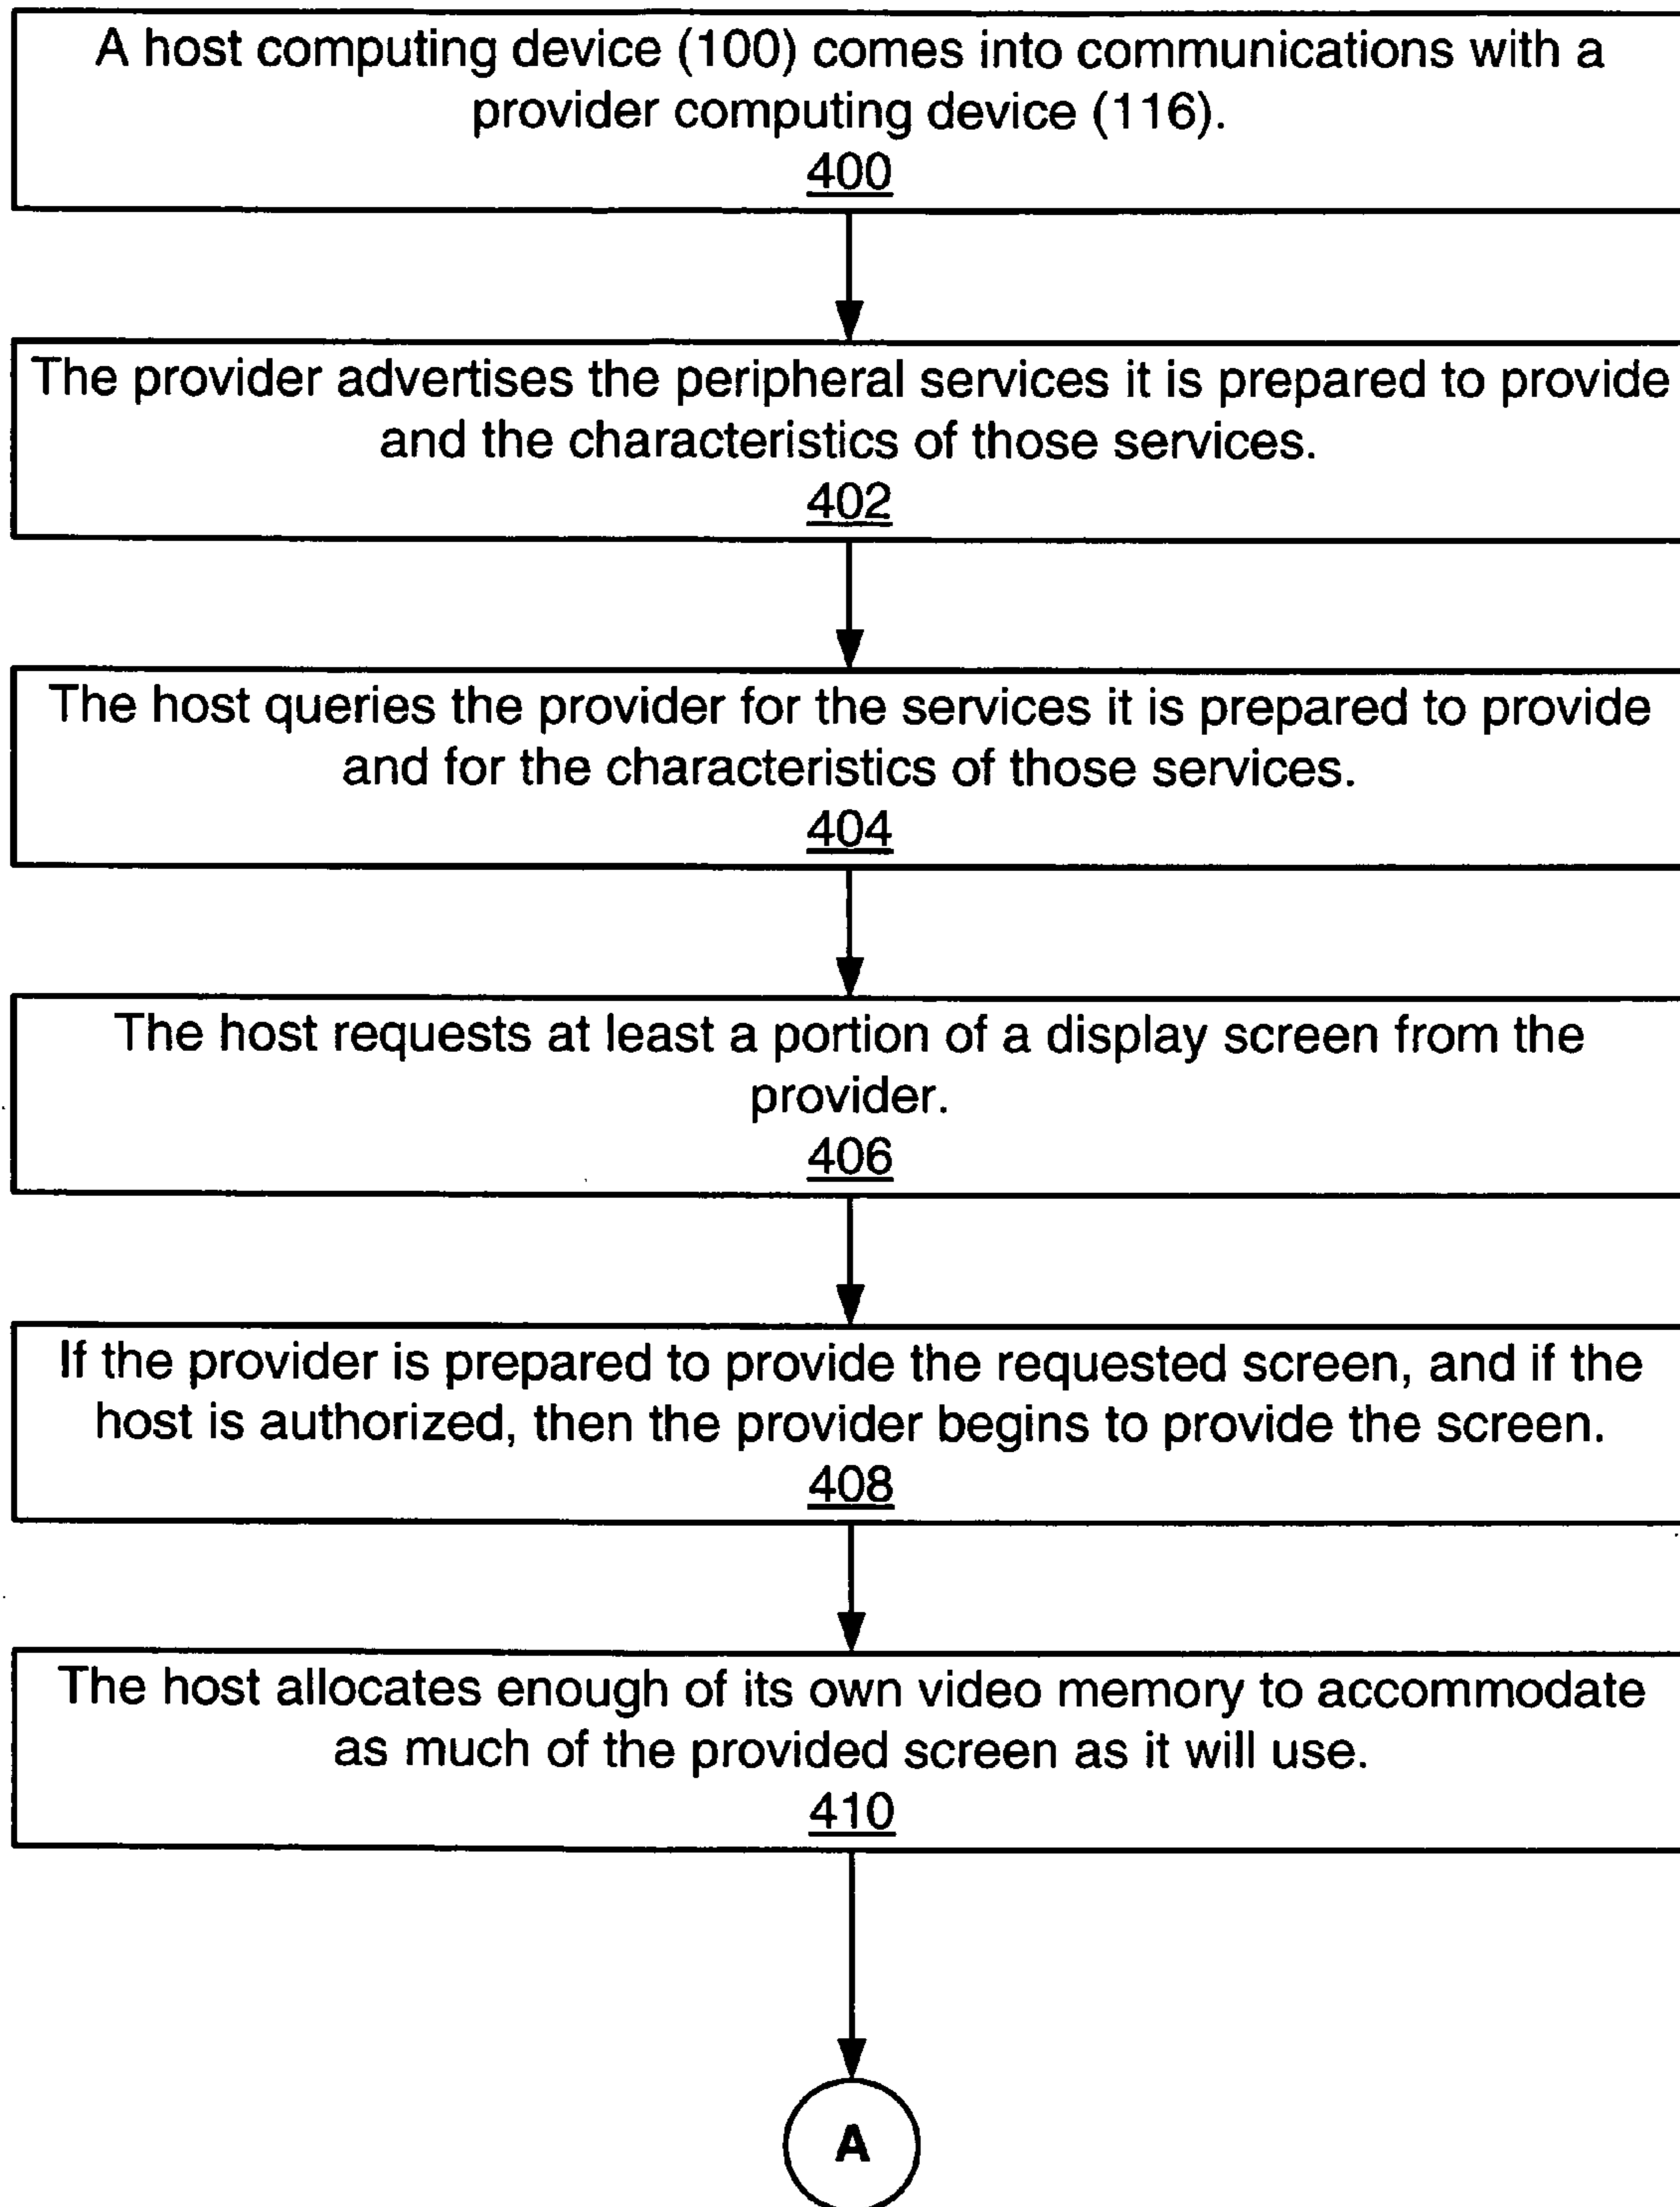 A host computing device (100) comes into communications with a
provider computing device (116).
400
The provider advertises the peripheral services it is prepared to provide
and the characteristics of those services.
402
The host queries the provider for the services it is prepared to provide
and for the characteristics of those services.
404
The host requests at least a portion of a display screen from the
provider.
406
If the provider is prepared to provide the requested screen, and if the
host is authorized, then the provider begins to provide the screen.
408
The host allocates enough of its own video memory to accommodate
as much of the provided screen as it will use.
410
A